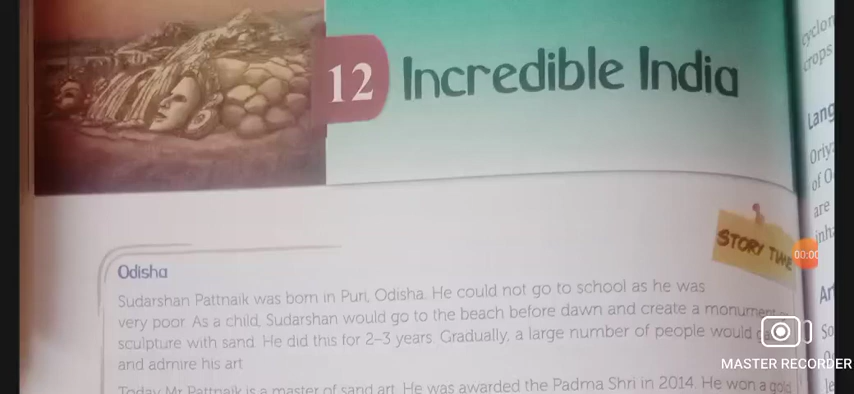 12 Incredible India
STORY TIME
Odisha
Sudarshan Pattnaik was born in Puri, Odisha. He could not go to school as he was
very poor. As a child, Sudarshan would go to the beach before dawn and create a monument
sculpture with sand. He did this for 2–3 years. Gradually, a large number of people would
and admire his art
Today Mr Pattnaik is a master of sand art. He was awarded the Padma Shri in 2014. He won a gold
cyclon
crops
Lang
Oriy
of O
are
inh
Ar
So
00:00
MASTER RECORDER